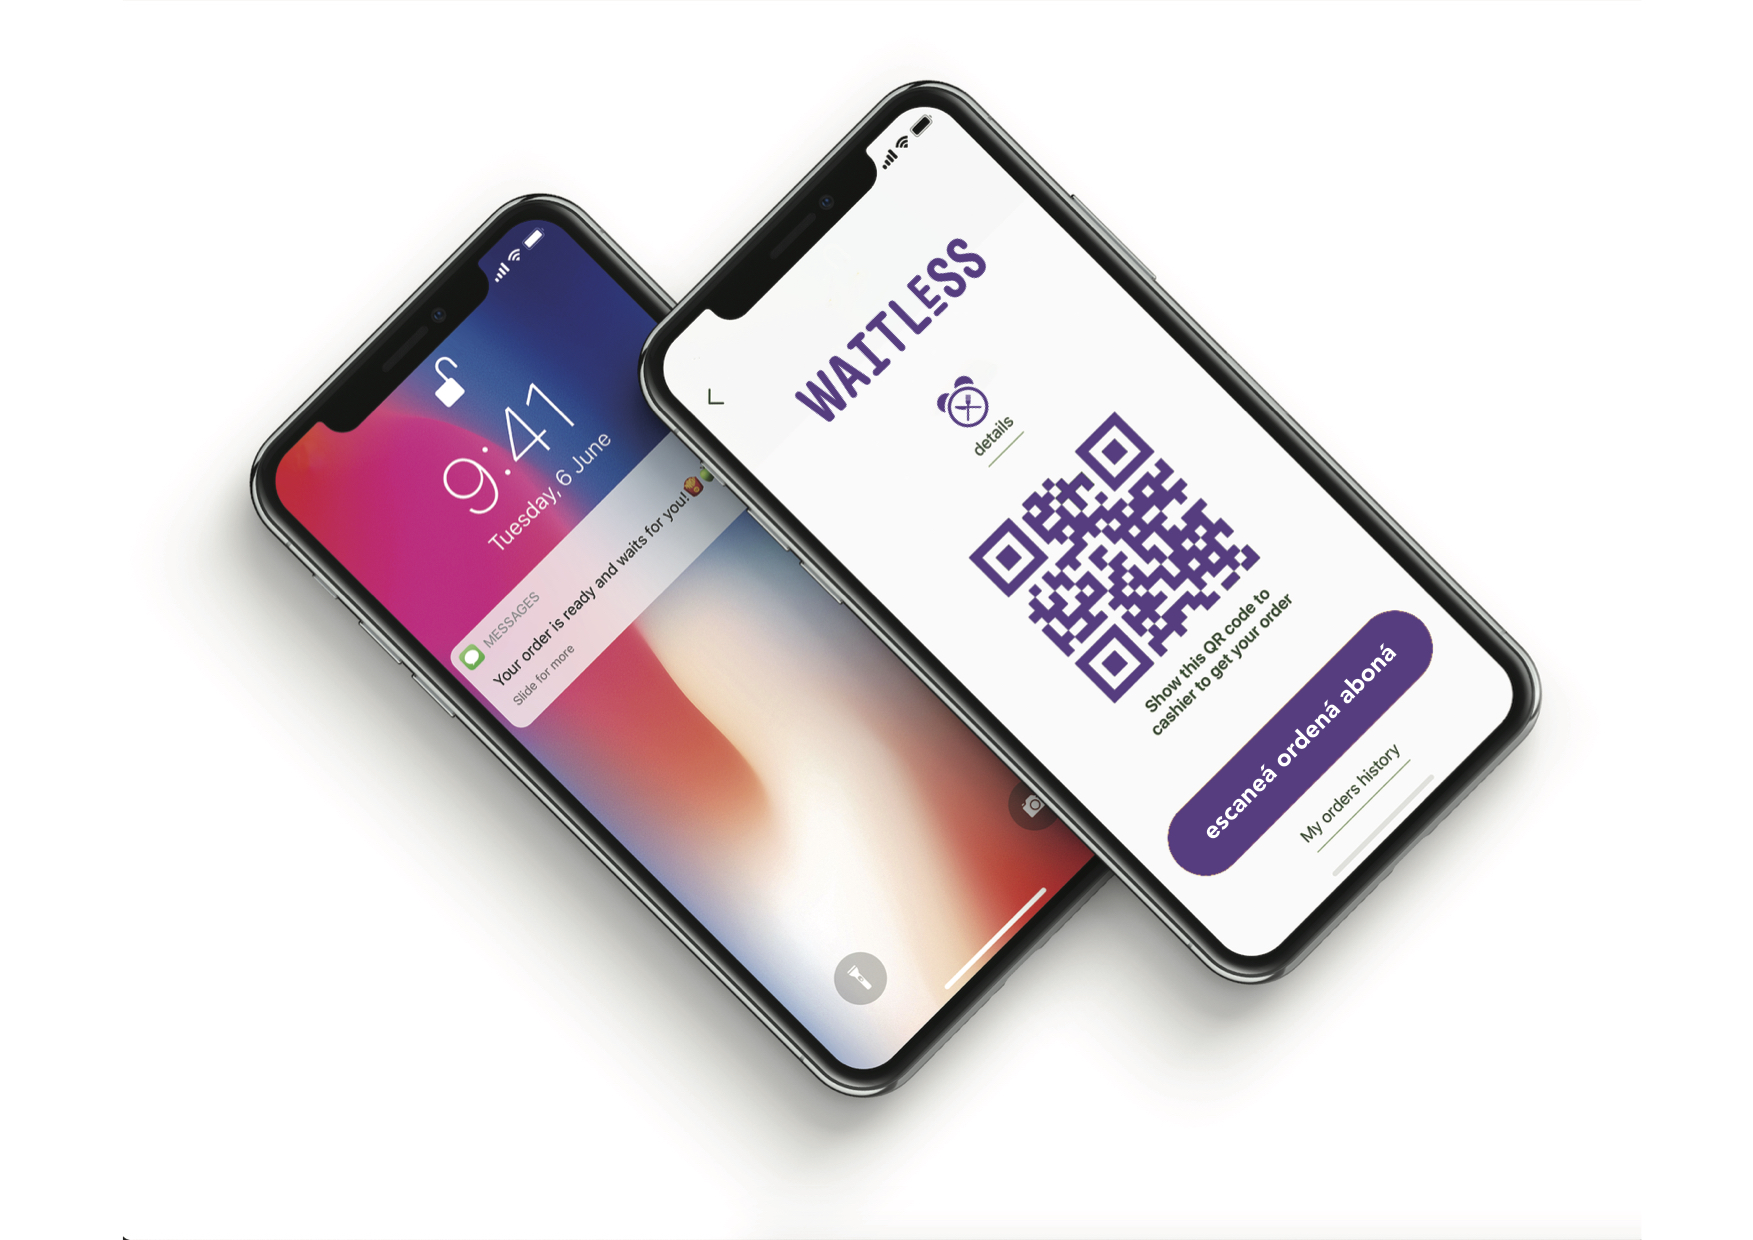 9:41
Tuesday, 6 June
MESSAGES
Your order is ready and waits for you!
Slide for more
WAITLESS
details
Show this QR code to
cashier to get your order
escaneá ordená aboná
My orders history